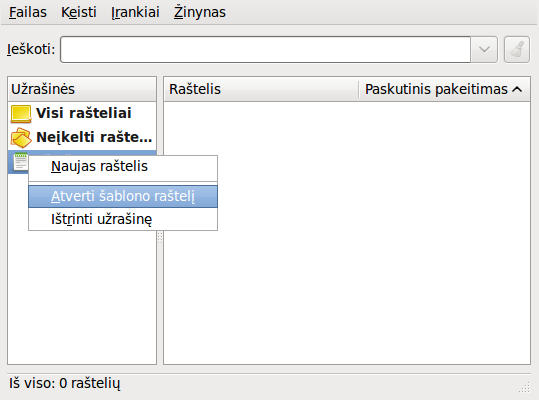 Failas Keisti Įrankiai Žinynas
Ieškoti:
Užrašinės Raštelis Paskutinis pakeitimas
Visi rašteliai
Neįkelti rašte...
Naujas raštelis
Atverti šablono raštelį
Ištrinti užrašinę
Iš viso: 0 raštelių